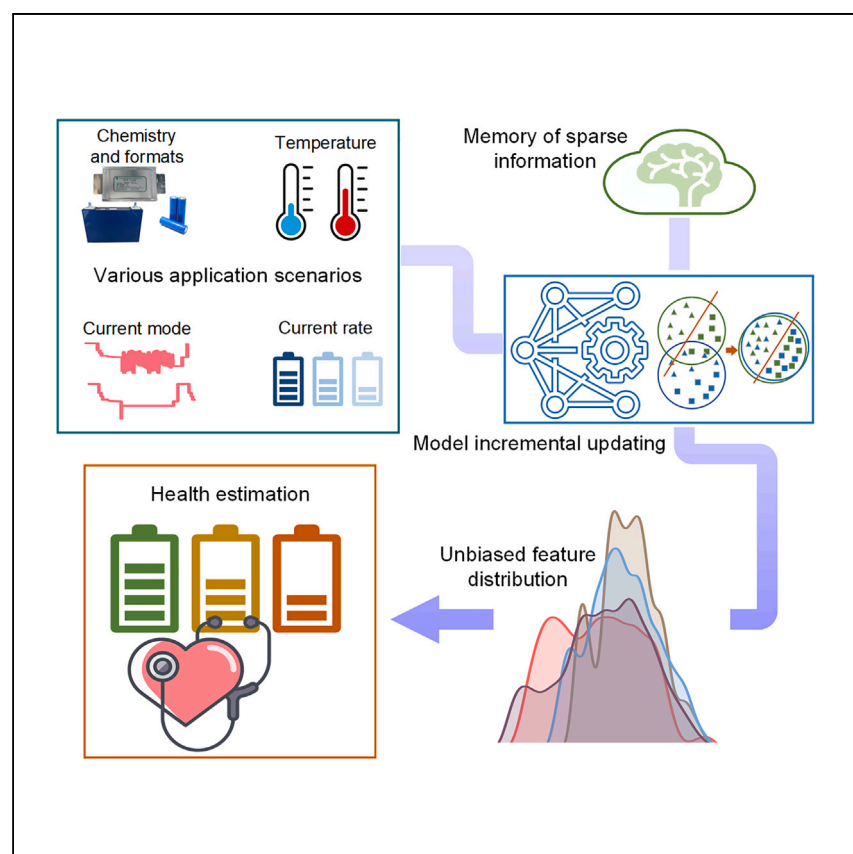 Chemistry
and formats
Temperature
Various application scenarios
Current mode
Current rate
Memory of sparse
information
Model incremental updating
Health estimation
Unbiased feature
distribution